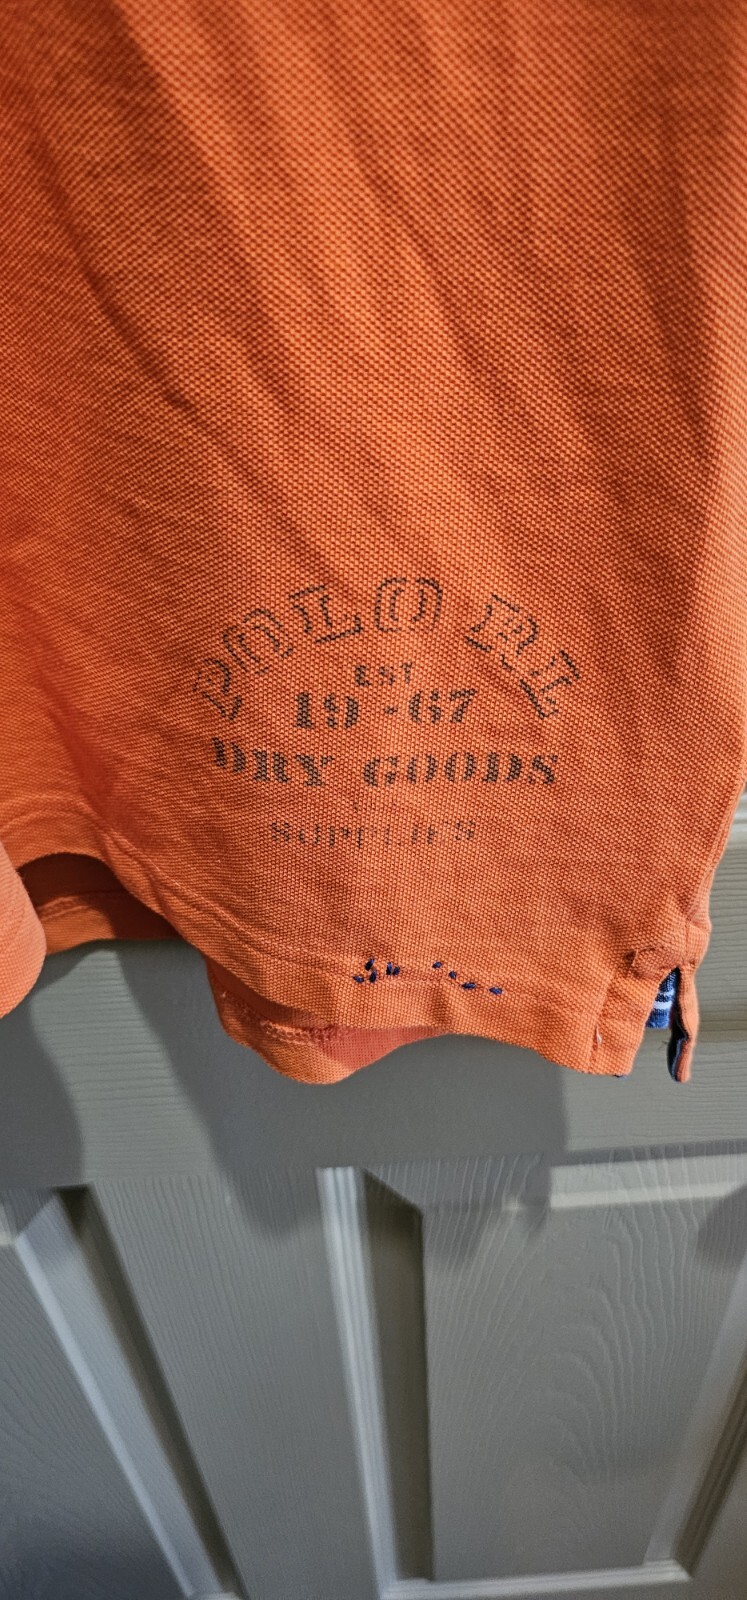 POLO RL
EST
19-67
DRY GOODS
SUPPLIES